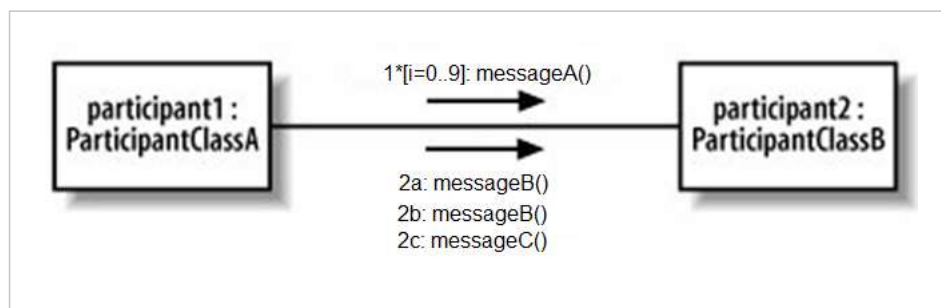 1*[i=0..9]: messageA()
participant1 :
ParticipantClassA
participant2 :
ParticipantClassB
2a: messageB()
2b: messageB()
2c: messageC()